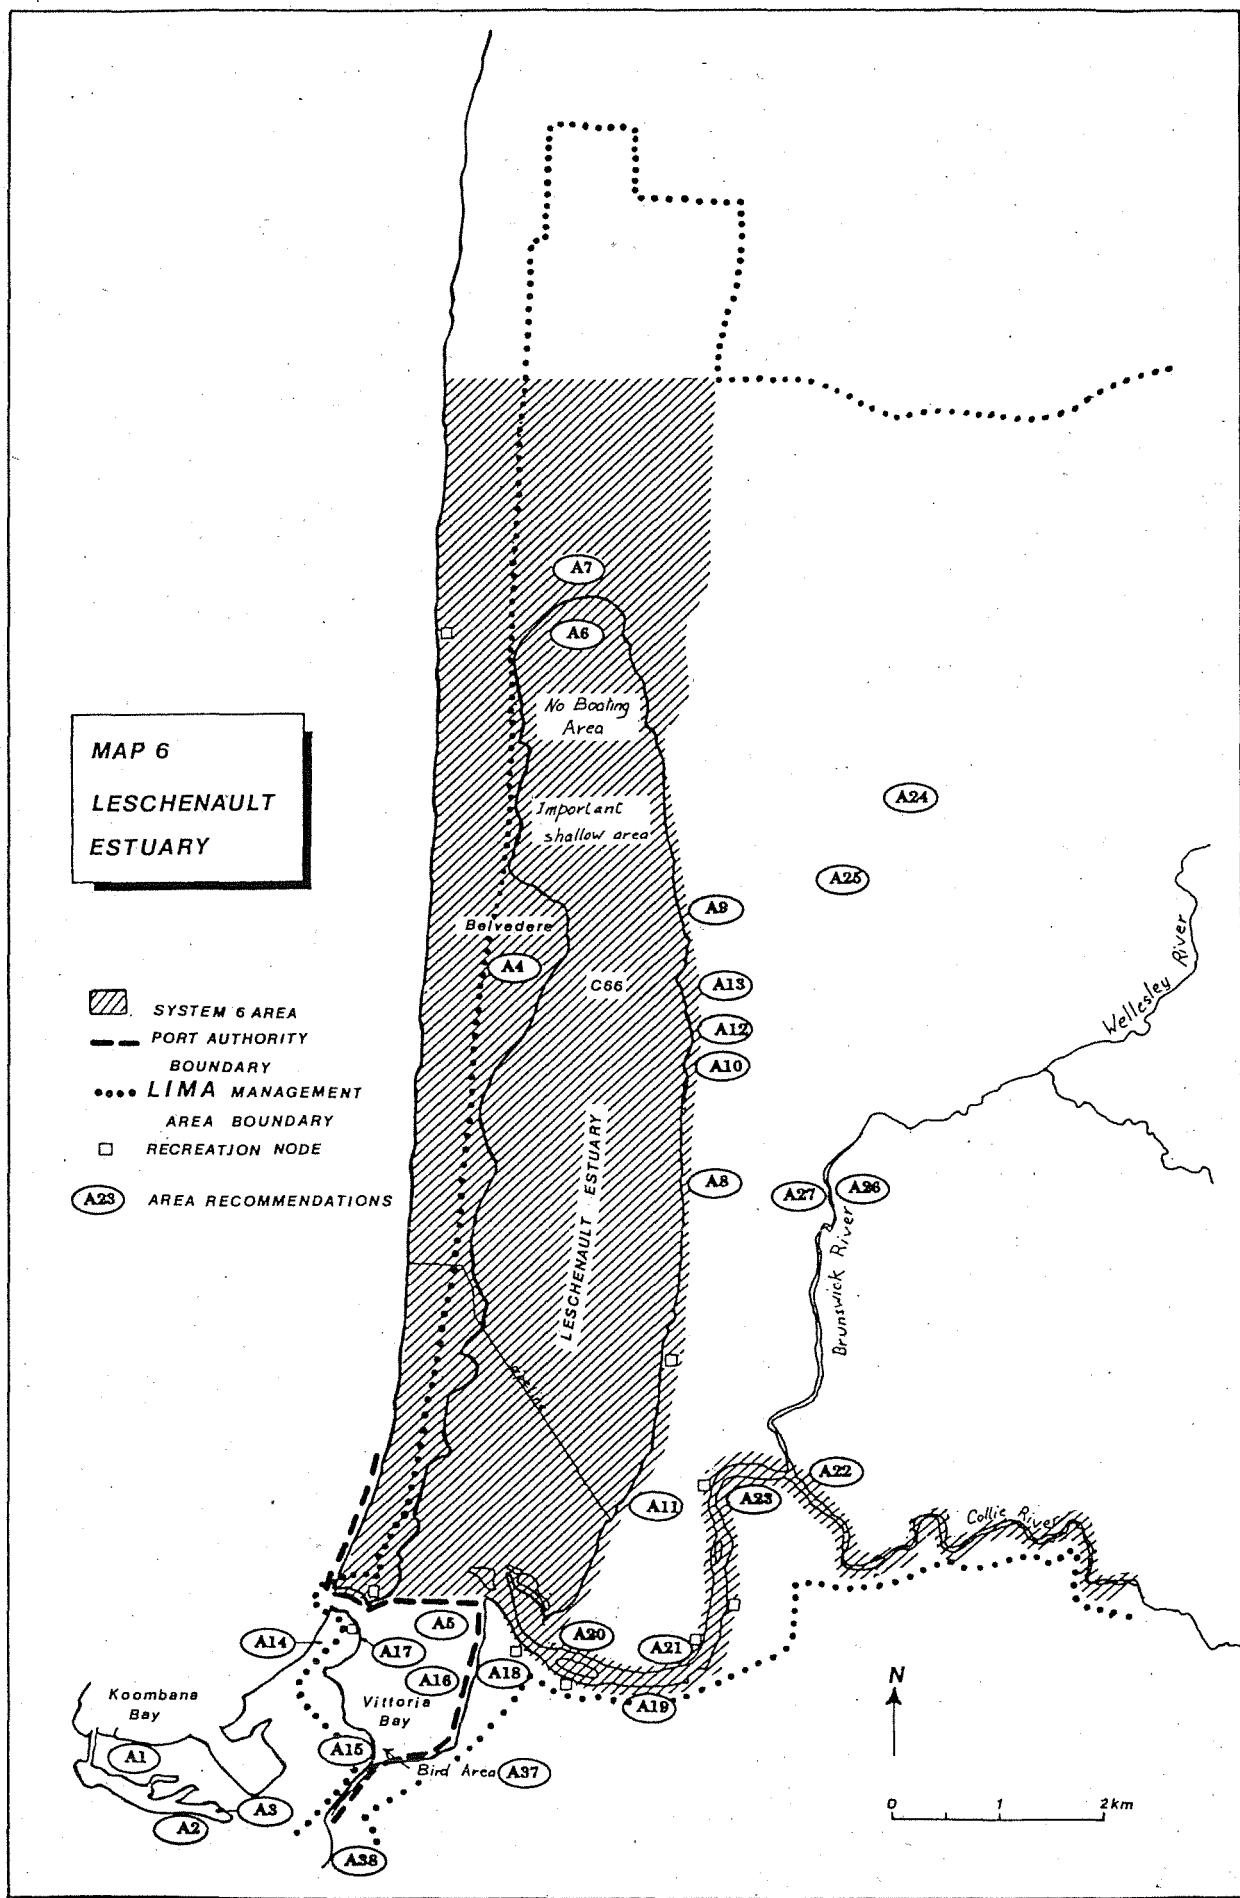 A7
A6
No Boating
Area
MAP 6
LESCHENAULT
ESTUARY
Important
shallow area
A24
A25
A9
Belvedere
A4
C66
A13
A12
A10
Wellesley River
SYSTEM 6 AREA
PORT AUTHORITY
BOUNDARY
LIMA MANAGEMENT
AREA BOUNDARY
RECREATION NODE
A23 AREA RECOMMENDATIONS
LESCHENAULT ESTUARY
A8
A27
A26
Brunswick River
A22
A23
A11
Collie River
A5
A14
A17
A20
A21
A16
A18
A19
Koombana
Bay
Vittoria
Bay
A1
A15
Bird Area
A37
A3
A2
A38
N
0 1 2km